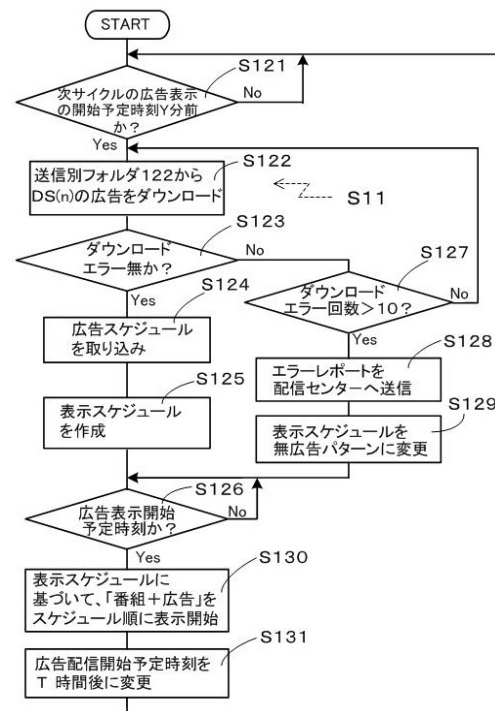 START
S121
次サイクルの広告表示
の開始予定時刻Y分前
か?
No
Yes
S122
送信別フォルダ122から
DS(n)の広告をダウンロード
S11
S123
ダウンロード
エラー無か?
No
Yes
S127
ダウンロード
エラー回数>10?
No
Yes
S124
広告スケジュール
を取り込み
S128
エラーレポートを
配信センターへ送信
S125
表示スケジュール
を作成
S129
表示スケジュールを
無広告パターンに変更
S126
広告表示開始
予定時刻か?
No
Yes
S130
表示スケジュールに
基づいて、「番組+広告」を
スケジュール順に表示開始
S131
広告配信開始予定時刻を
T 時間後に変更